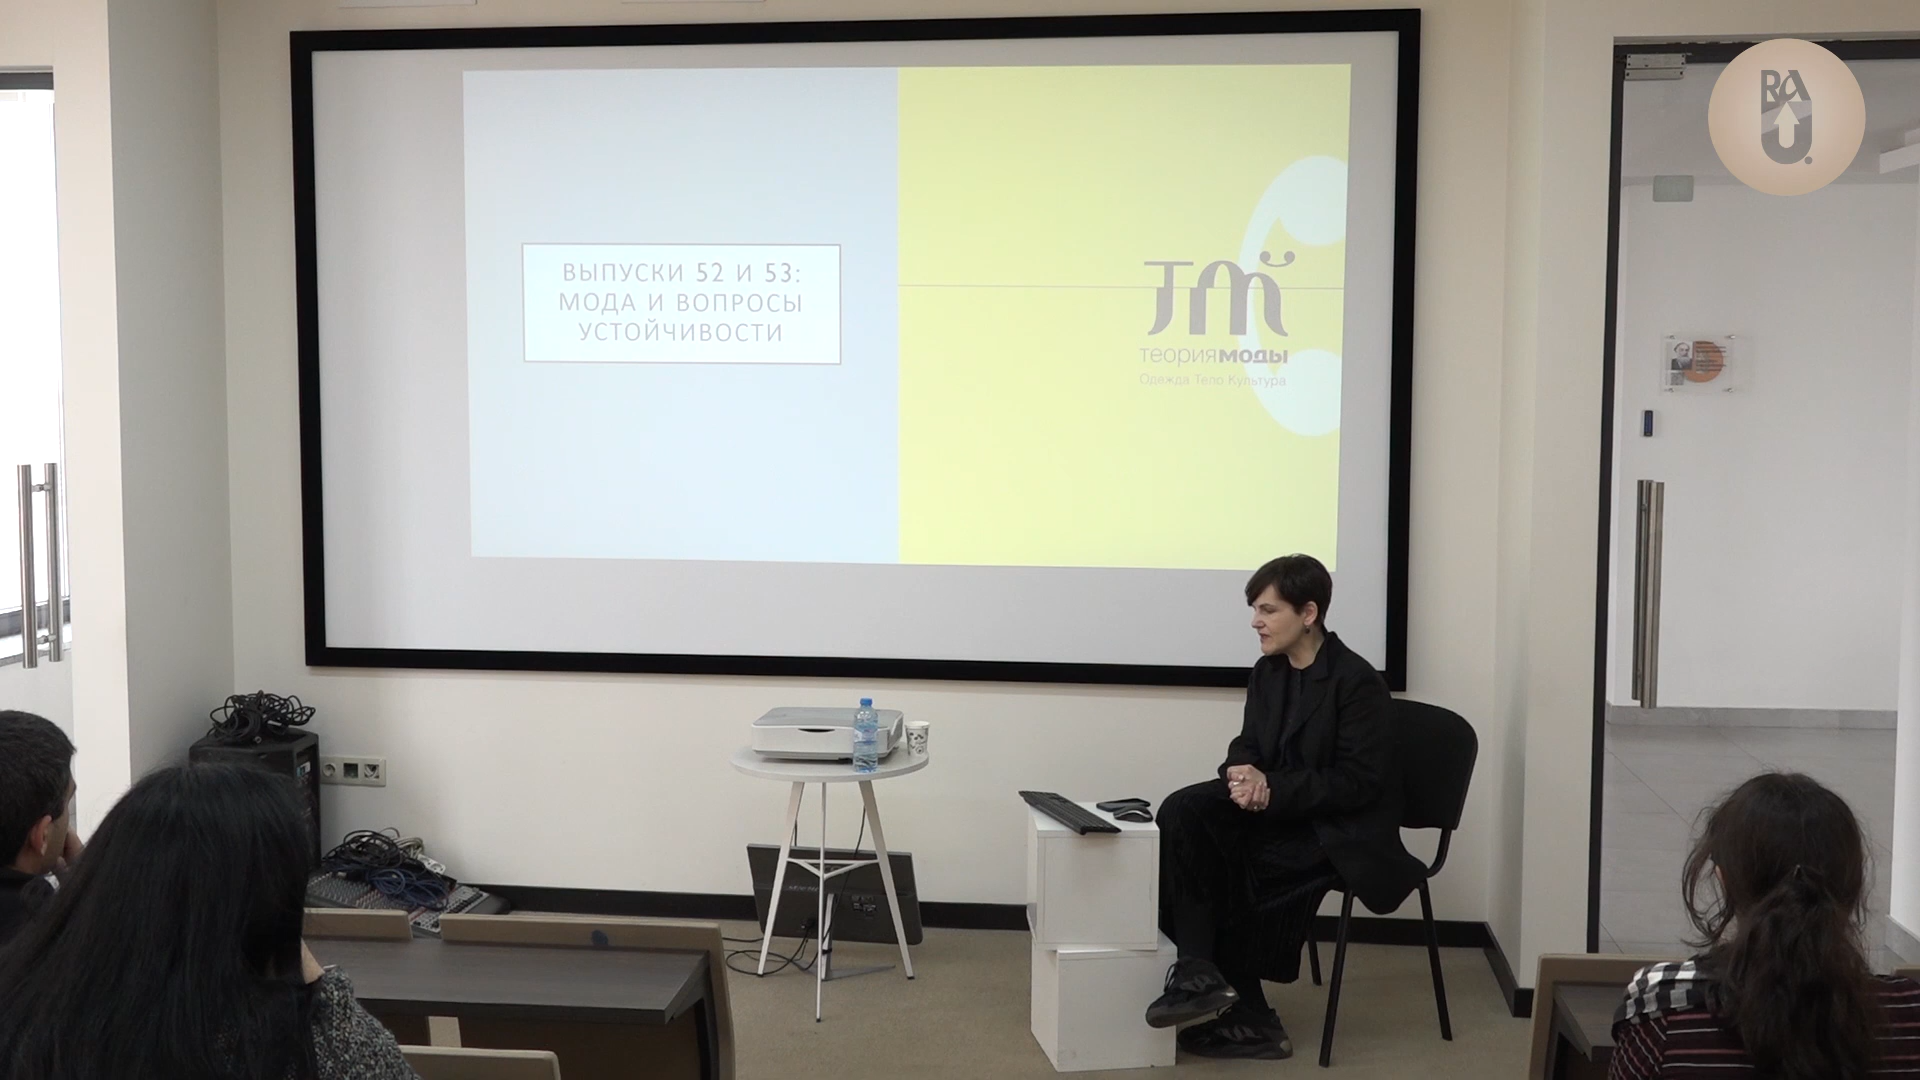 ВЫПУСКИ 52 И 53:
МОДА И ВОПРОСЫ
УСТОЙЧИВОСТИ
ТМ
теориямоды
Одежда Тело Культура
RAU